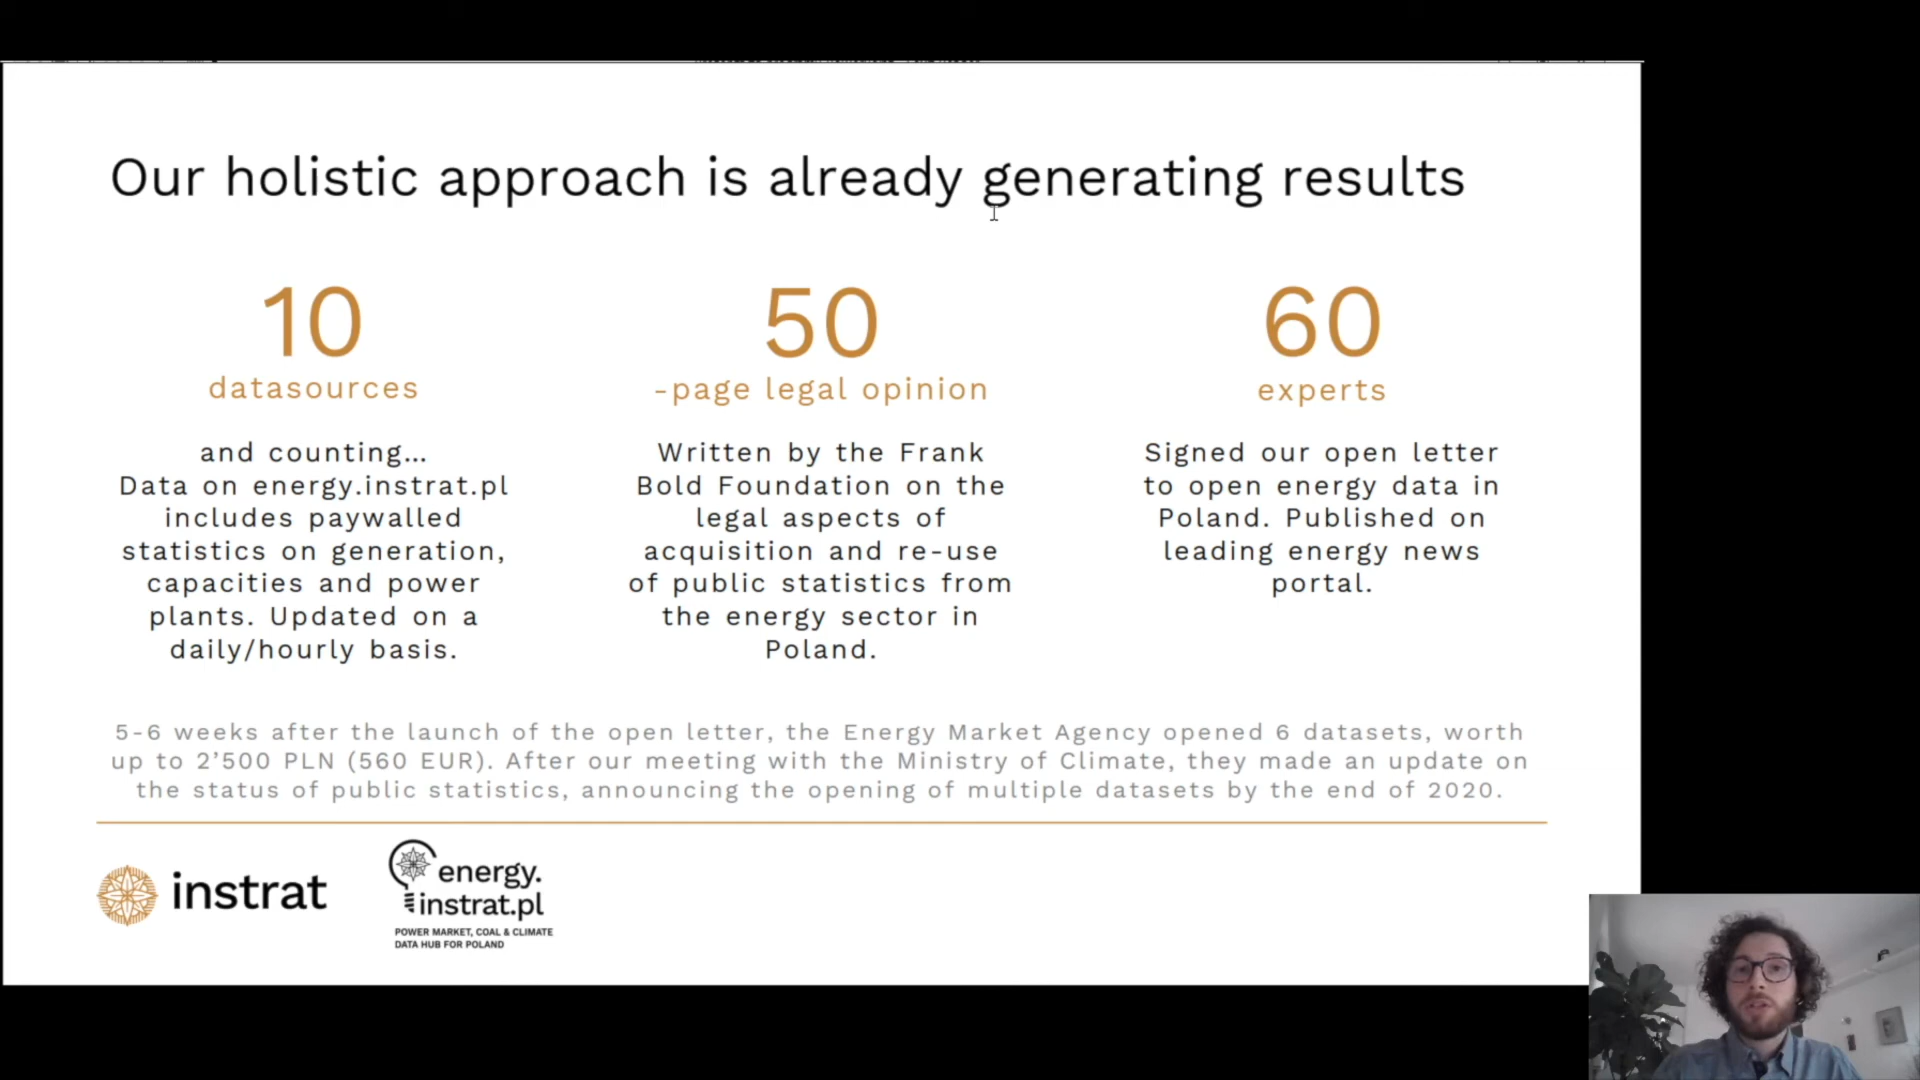 Our holistic approach is already generating results
10
datasources
and counting...
Data on energy.instrat.pl
includes paywalled
statistics on generation,
capacities and power
plants. Updated on a
daily/hourly basis.
50
-page legal opinion
Written by the Frank
Bold Foundation on the
legal aspects of
acquisition and re-use
of public statistics from
the energy sector in
Poland.
60
experts
Signed our open letter
to open energy data in
Poland. Published on
leading energy news
portal.
5-6 weeks after the launch of the open letter, the Energy Market Agency opened 6 datasets, worth
up to 2’500 PLN (560 EUR). After our meeting with the Ministry of Climate, they made an update on
the status of public statistics, announcing the opening of multiple datasets by the end of 2020.
instrat
energy.
instrat.pl
POWER MARKET, COAL & CLIMATE
DATA HUB FOR POLAND